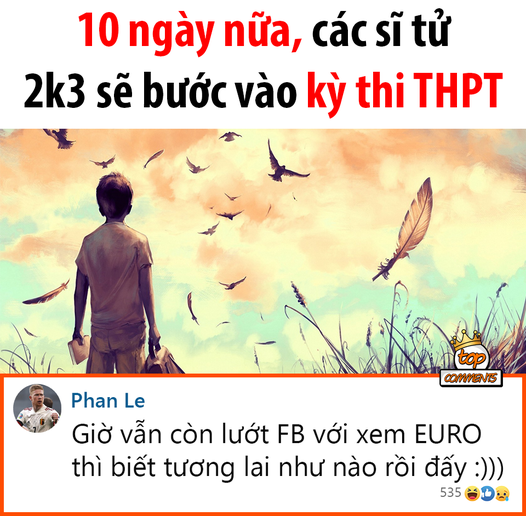 10 ngày nữa, các sĩ tử
2k3 sẽ bước vào kỳ thi THPT
top
COMMENTS
Phan Le
Giờ vẫn còn lướt FB với xem EURO
thì biết tương lai như nào rồi đấy :)))
535